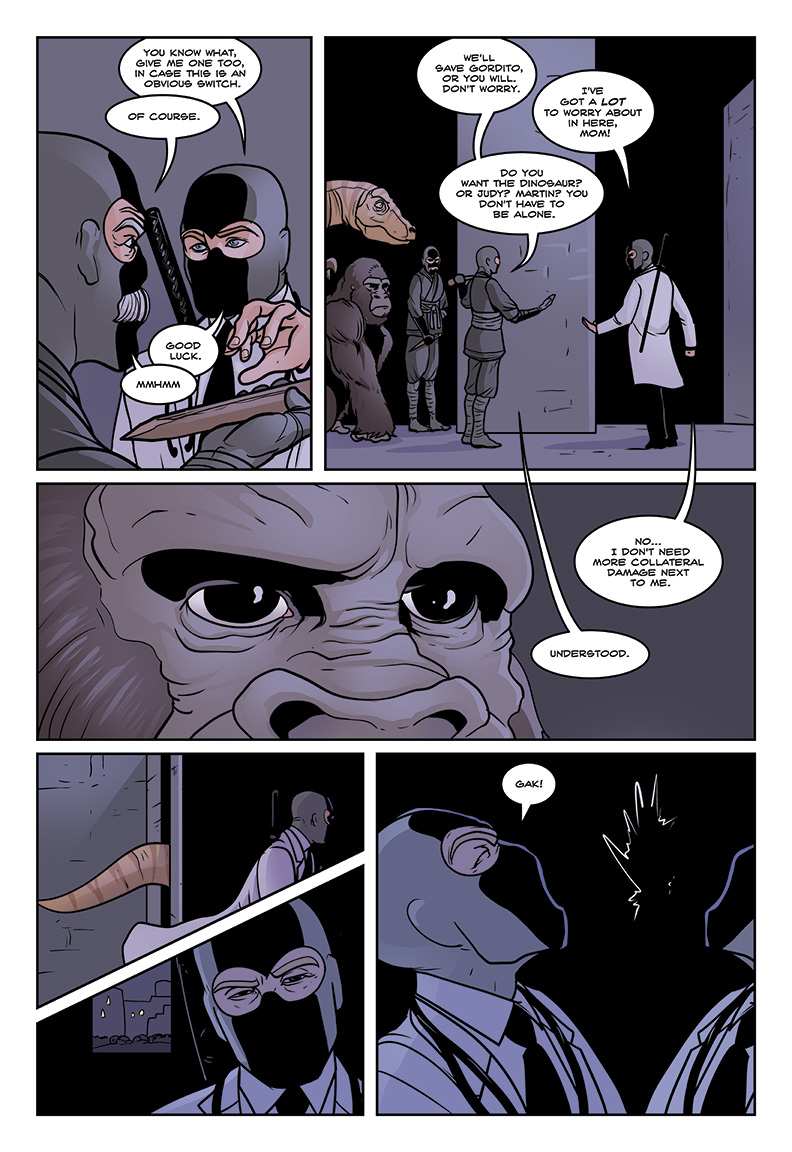 YOU KNOW WHAT,
GIVE ME ONE TOO,
IN CASE THIS IS AN
OBVIOUS SWITCH.
OF COURSE.
GOOD
LUCK.
MMHMM
WE'LL
SAVE GORDITO,
OR YOU WILL.
DON'T WORRY.
I'VE
GOT A LOT
TO WORRY ABOUT
IN HERE,
MOM!
DO YOU
WANT THE DINOSAUR?
OR JUDY? MARTIN? YOU
DON'T HAVE TO
BE ALONE.
NO...
I DON'T NEED
MORE COLLATERAL
DAMAGE NEXT
TO ME.
UNDERSTOOD.
GAK!